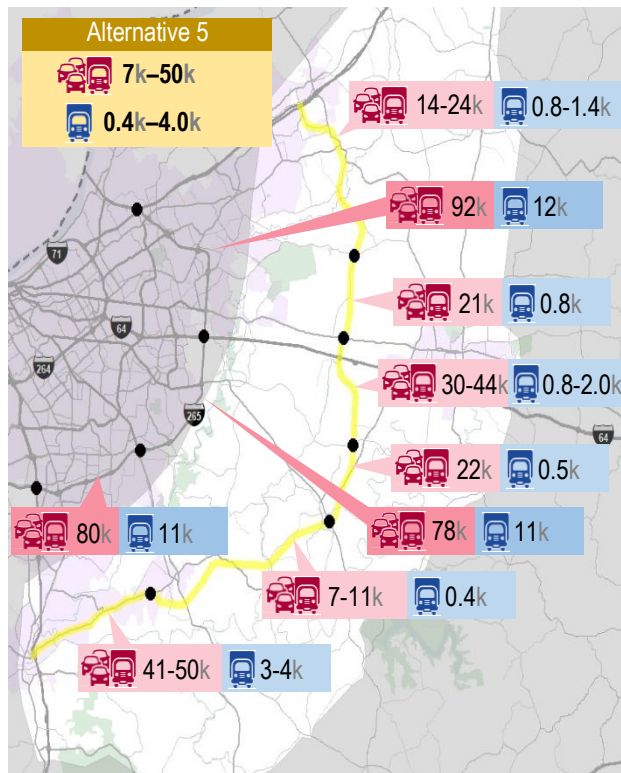 Alternative 5
7k–50k
0.4k–4.0k
14-24k 0.8-1.4k
92k 12k
71
21k 0.8k
64
264
30-44k 0.8-2.0k
265
64
22k 0.5k
80k 11k
78k 11k
7-11k 0.4k
41-50k 3-4k